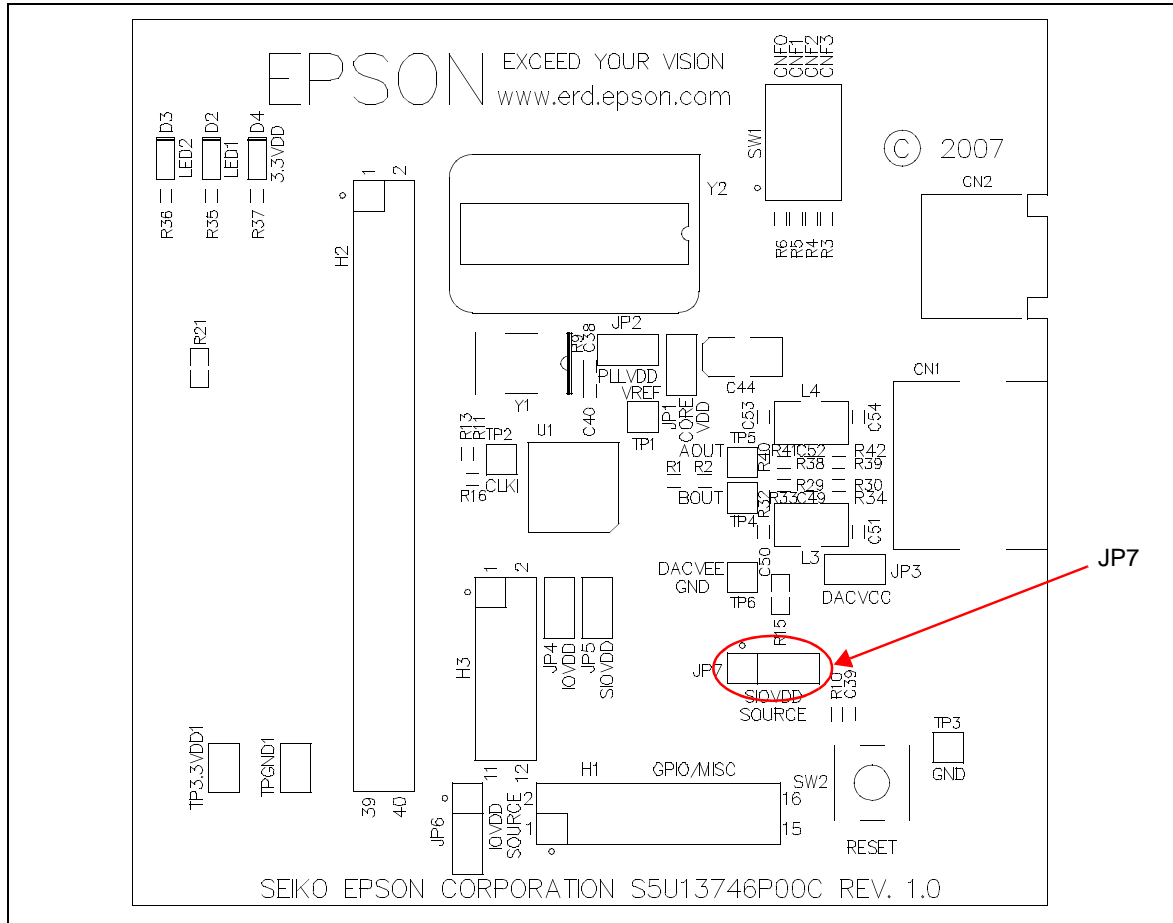 EPSON EXCEED YOUR VISION
www.erd.epson.com
CNF0
CNF1
CNF2
CNF3
SW1
© 2007
D3
LED2
D2
LED1
D4
3.3VDD
R36
R35
R37
1
2
H2
Y2
R6
R5
R4
R3
CN2
R21
R9
C38
JP2
PLLVDD
VREF
JP1
CORE
VDD
C44
CN1
Y1
C40
TP1
C53
L4
C54
R13
R11
TP2
CLKI
R16
U1
AOUT
TP5
R40
R41
C52
R42
R38
R39
R1
R2
R29
R30
BOUT
TP4
R32
R33
C49
R34
C50
L3
C51
DACVEE
GND
TP6
R15
JP3
DACVCC
JP7
1
2
H3
JP4
IOVDD
JP5
SIOVDD
JP7
SIOVDD
SOURCE
R10
C39
TP3
GND
TP3.3VDD1
TPGND1
39
40
11
12
JP6
IOVDD
SOURCE
H1
GPIO/MISC
2
1
16
15
SW2
RESET
SEIKO EPSON CORPORATION S5U13746P00C REV. 1.0